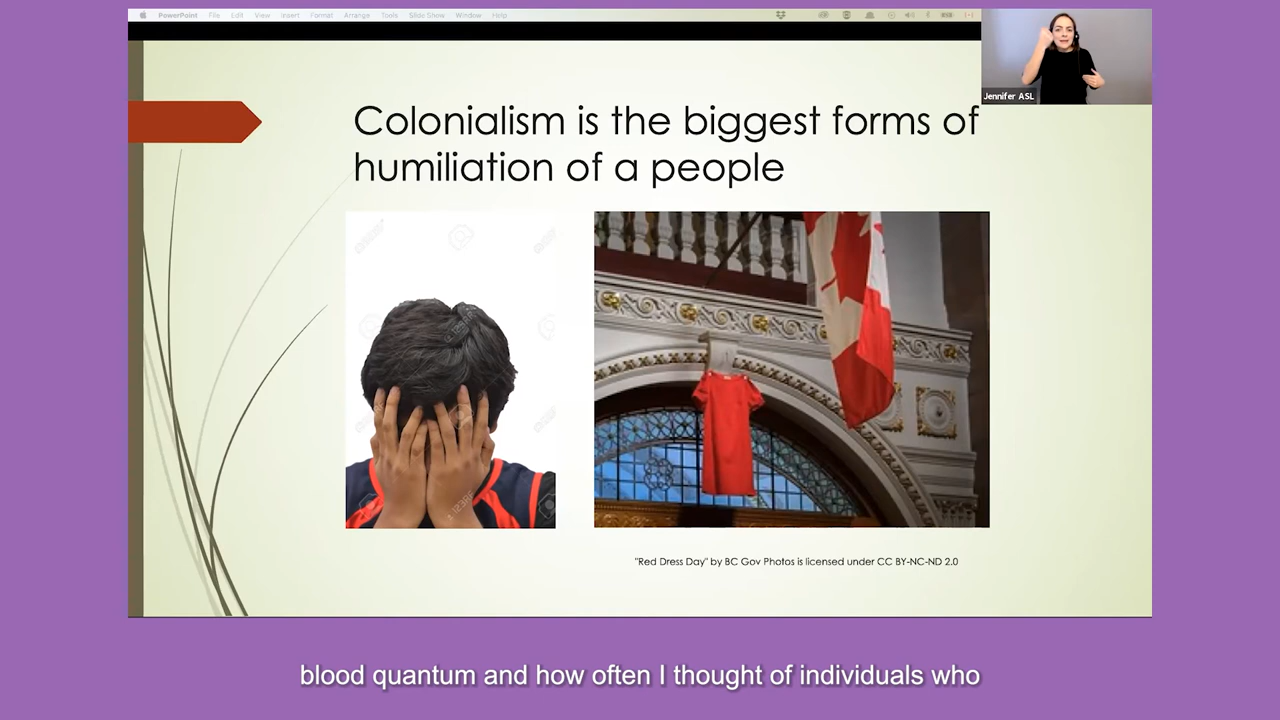 PowerPoint File Edit View Insert Format Arrange Tools Slide Show Window Help
Jennifer ASL
Colonialism is the biggest forms of
humiliation of a people
"Red Dress Day" by BC Gov Photos is licensed under CC BY-NC-ND 2.0
blood quantum and how often I thought of individuals who